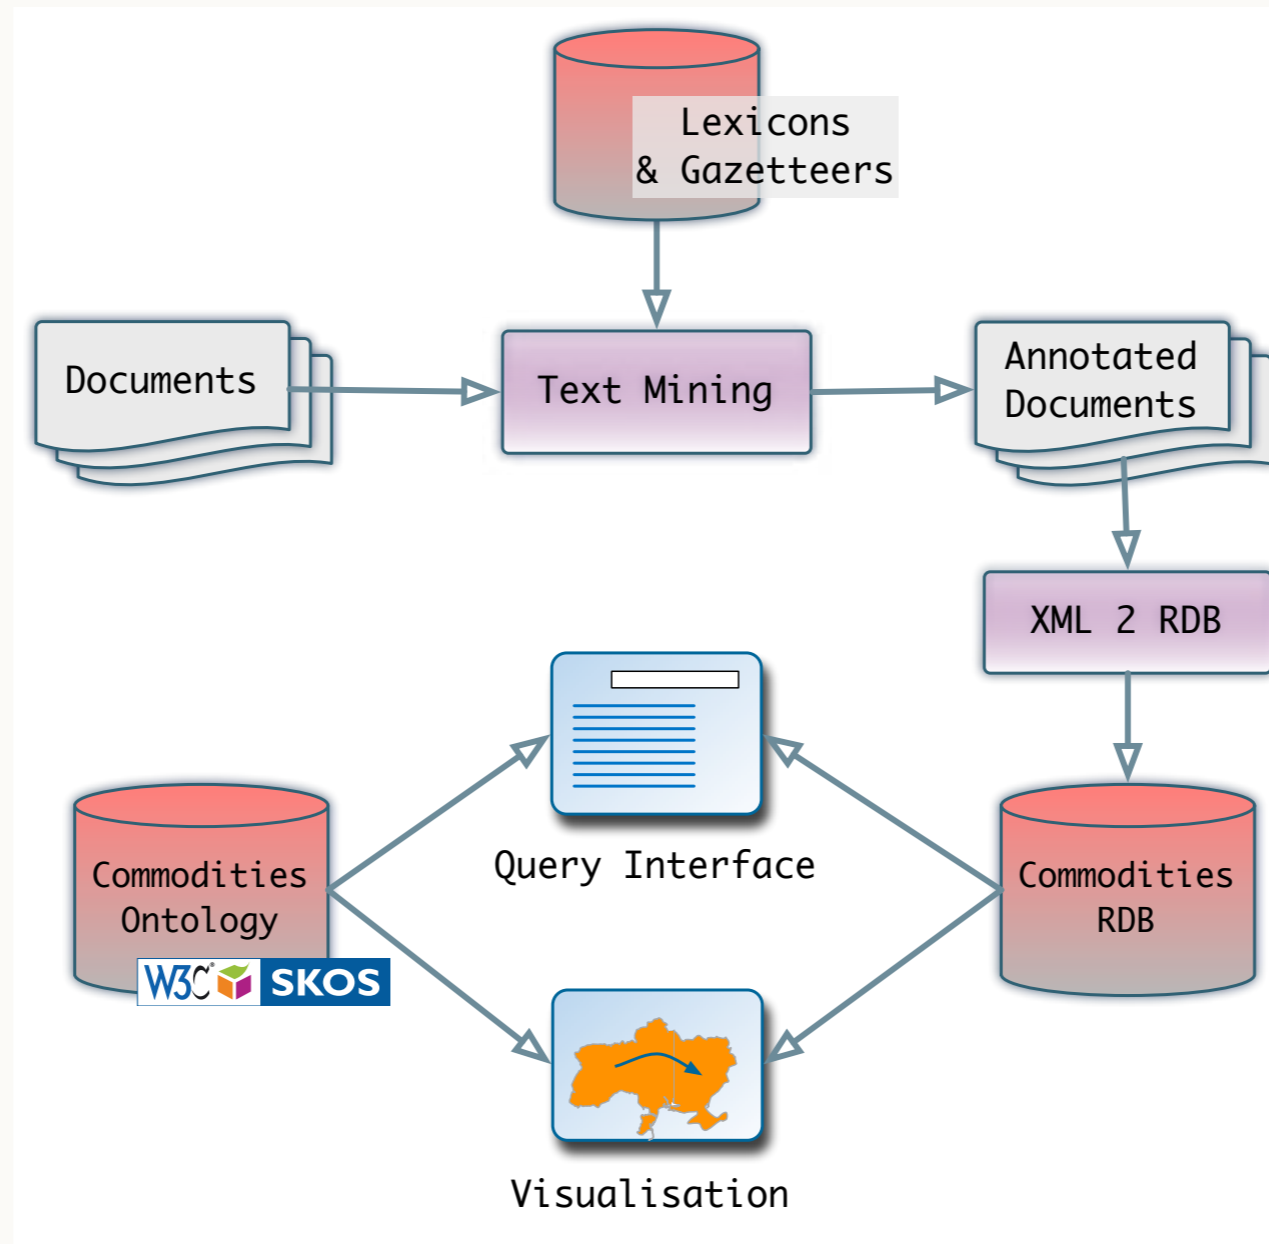 Lexicons
& Gazetteers
Documents
Text Mining
Annotated
Documents
XML 2 RDB
Query Interface
Commodities
Ontology
W3C® SKOS
Commodities
RDB
Visualisation